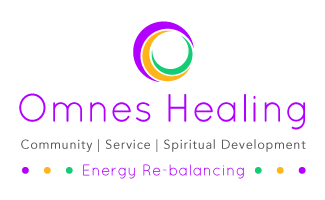 Omnes Healing
Community | Service | Spiritual Development
Energy Re-balancing